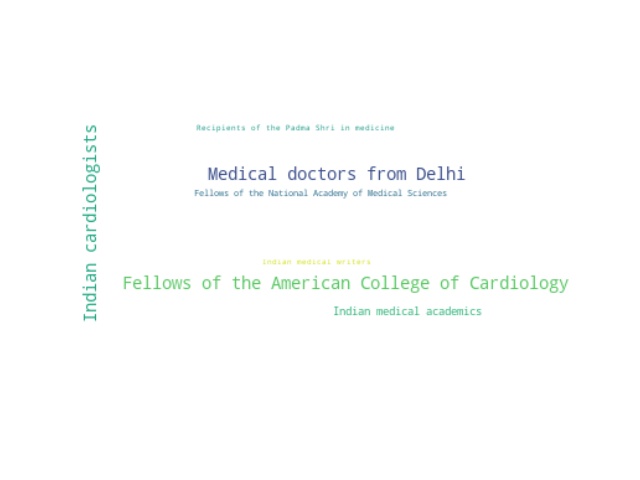 Indian cardiologists
Recipients of the Padma Shri in medicine
Medical doctors from Delhi
Fellows of the National Academy of Medical Sciences
Indian medical writers
Fellows of the American College of Cardiology
Indian medical academics